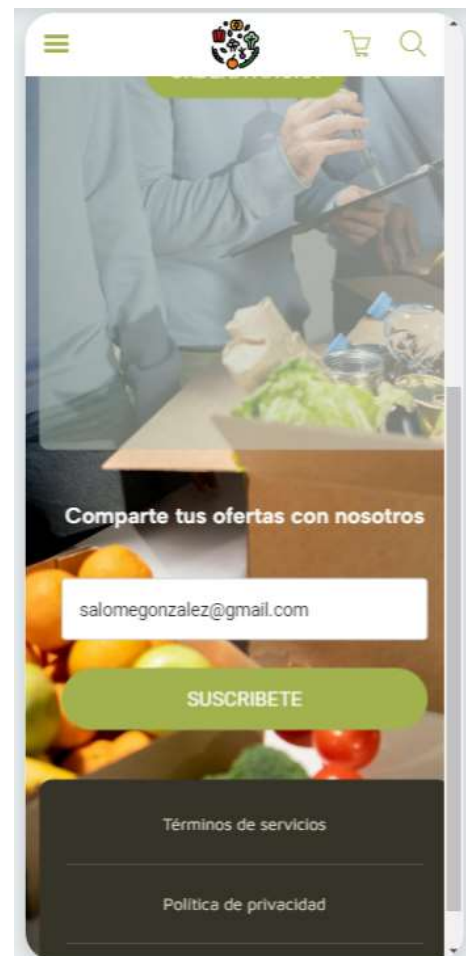 Comparte tus ofertas con nosotros
salomegonzalez@gmail.com
SUSCRIBETE
Términos de servicios
Política de privacidad